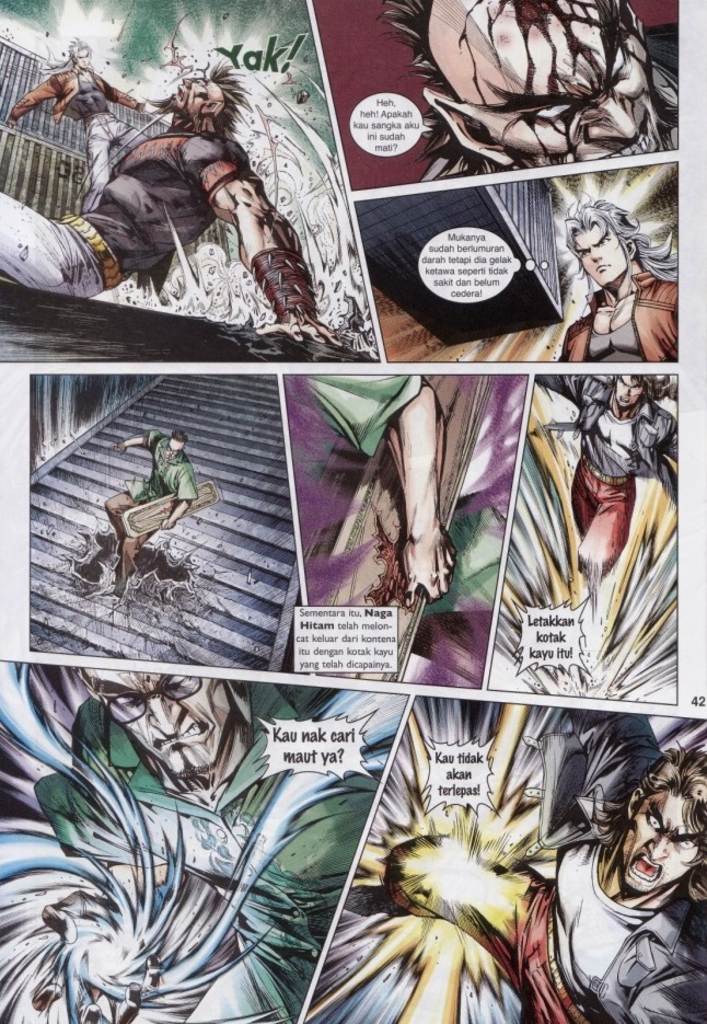 Yak!
Heh,
heh! Apakah
kau sangka aku
ini sudah
mati?
Mukanya
sudah berlumuran
darah tetapi dia gelak
ketawa seperti tidak
sakit dan belum
cedera!
Sementara itu, Naga
Hitam telah melon-
cat keluar dari kontena
itu dengan kotak kayu
yang telah dicapainya.
Letakkan
kotak
kayu itu!
42
Kau nak cari
maut ya?
Kau tidak
akan
terlepas!